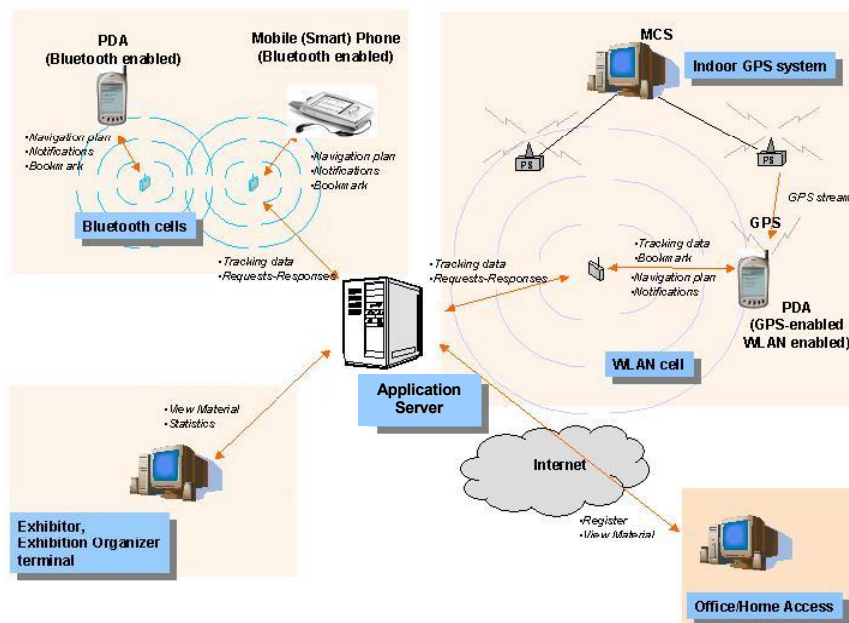 PDA
(Bluetooth enabled)
Mobile (Smart) Phone
(Bluetooth enabled)
•Navigation plan
•Notifications
•Bookmark
•Navigation plan
•Notifications
•Bookmark
Bluetooth cells
•Tracking data
•Requests-Responses
MCS
Indoor GPS system
PS
PS
GPS stream
GPS
•Tracking data
•Bookmark
•Navigation plan
•Notifications
•Tracking data
•Requests-Responses
PDA
(GPS-enabled
WLAN enabled)
WLAN cell
Application
Server
•View Material
•Statistics
Exhibitor,
Exhibition Organizer
terminal
Internet
•Register
•View Material
Office/Home Access